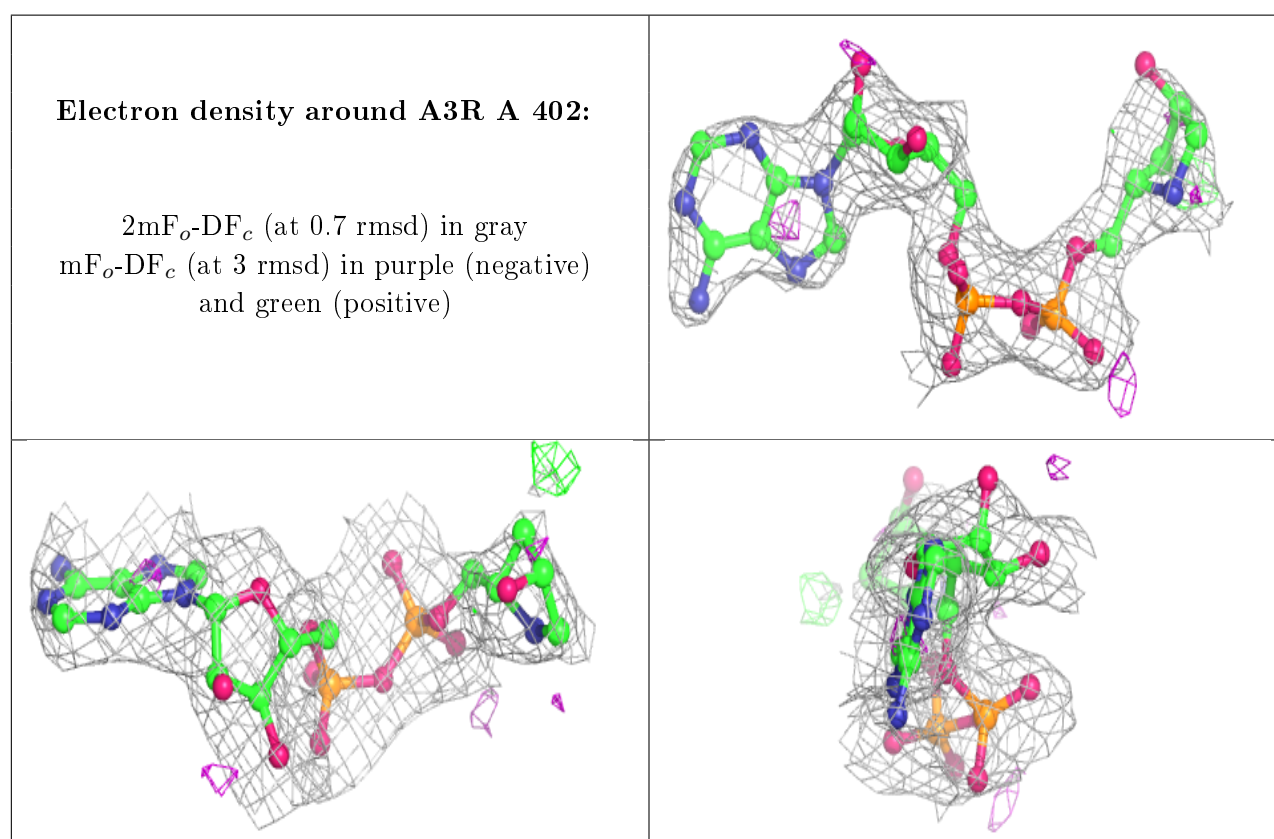 Electron density around A3R A 402:
2mFₒ-DF𝒸 (at 0.7 rmsd) in gray
mFₒ-DF𝒸 (at 3 rmsd) in purple (negative)
and green (positive)